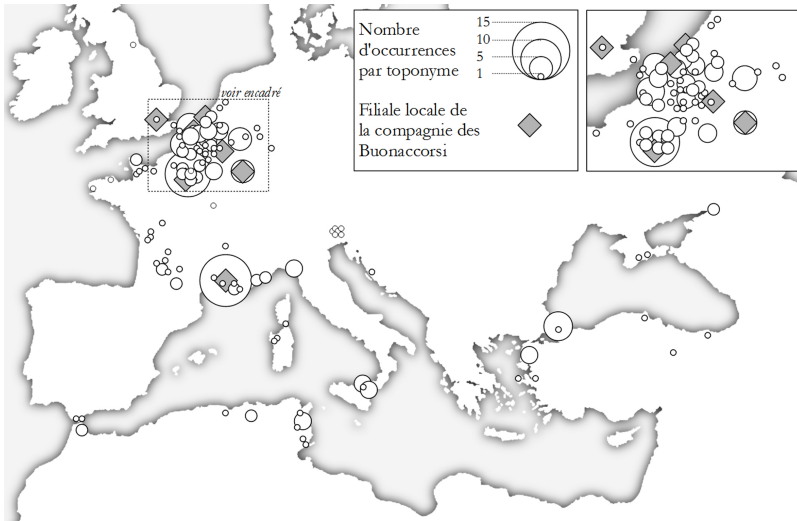 Nombre
d'occurrences
par toponyme
15
10
5
1
Filiale locale de
la compagnie des
Buonaccorsi
voir encadré